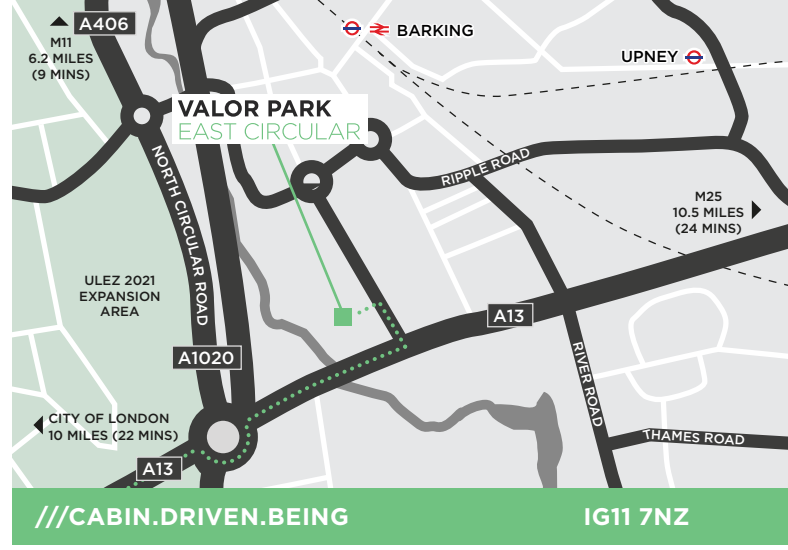 A406
M11
6.2 MILES
(9 MINS)
BARKING
UPNEY
VALOR PARK
EAST CIRCULAR
RIPPLE ROAD
NORTH CIRCULAR ROAD
M25
10.5 MILES
(24 MINS)
ULEZ 2021
EXPANSION
AREA
A13
A1020
RIVER ROAD
CITY OF LONDON
10 MILES (22 MINS)
THAMES ROAD
A13
///CABIN.DRIVEN.BEING
IG11 7NZ